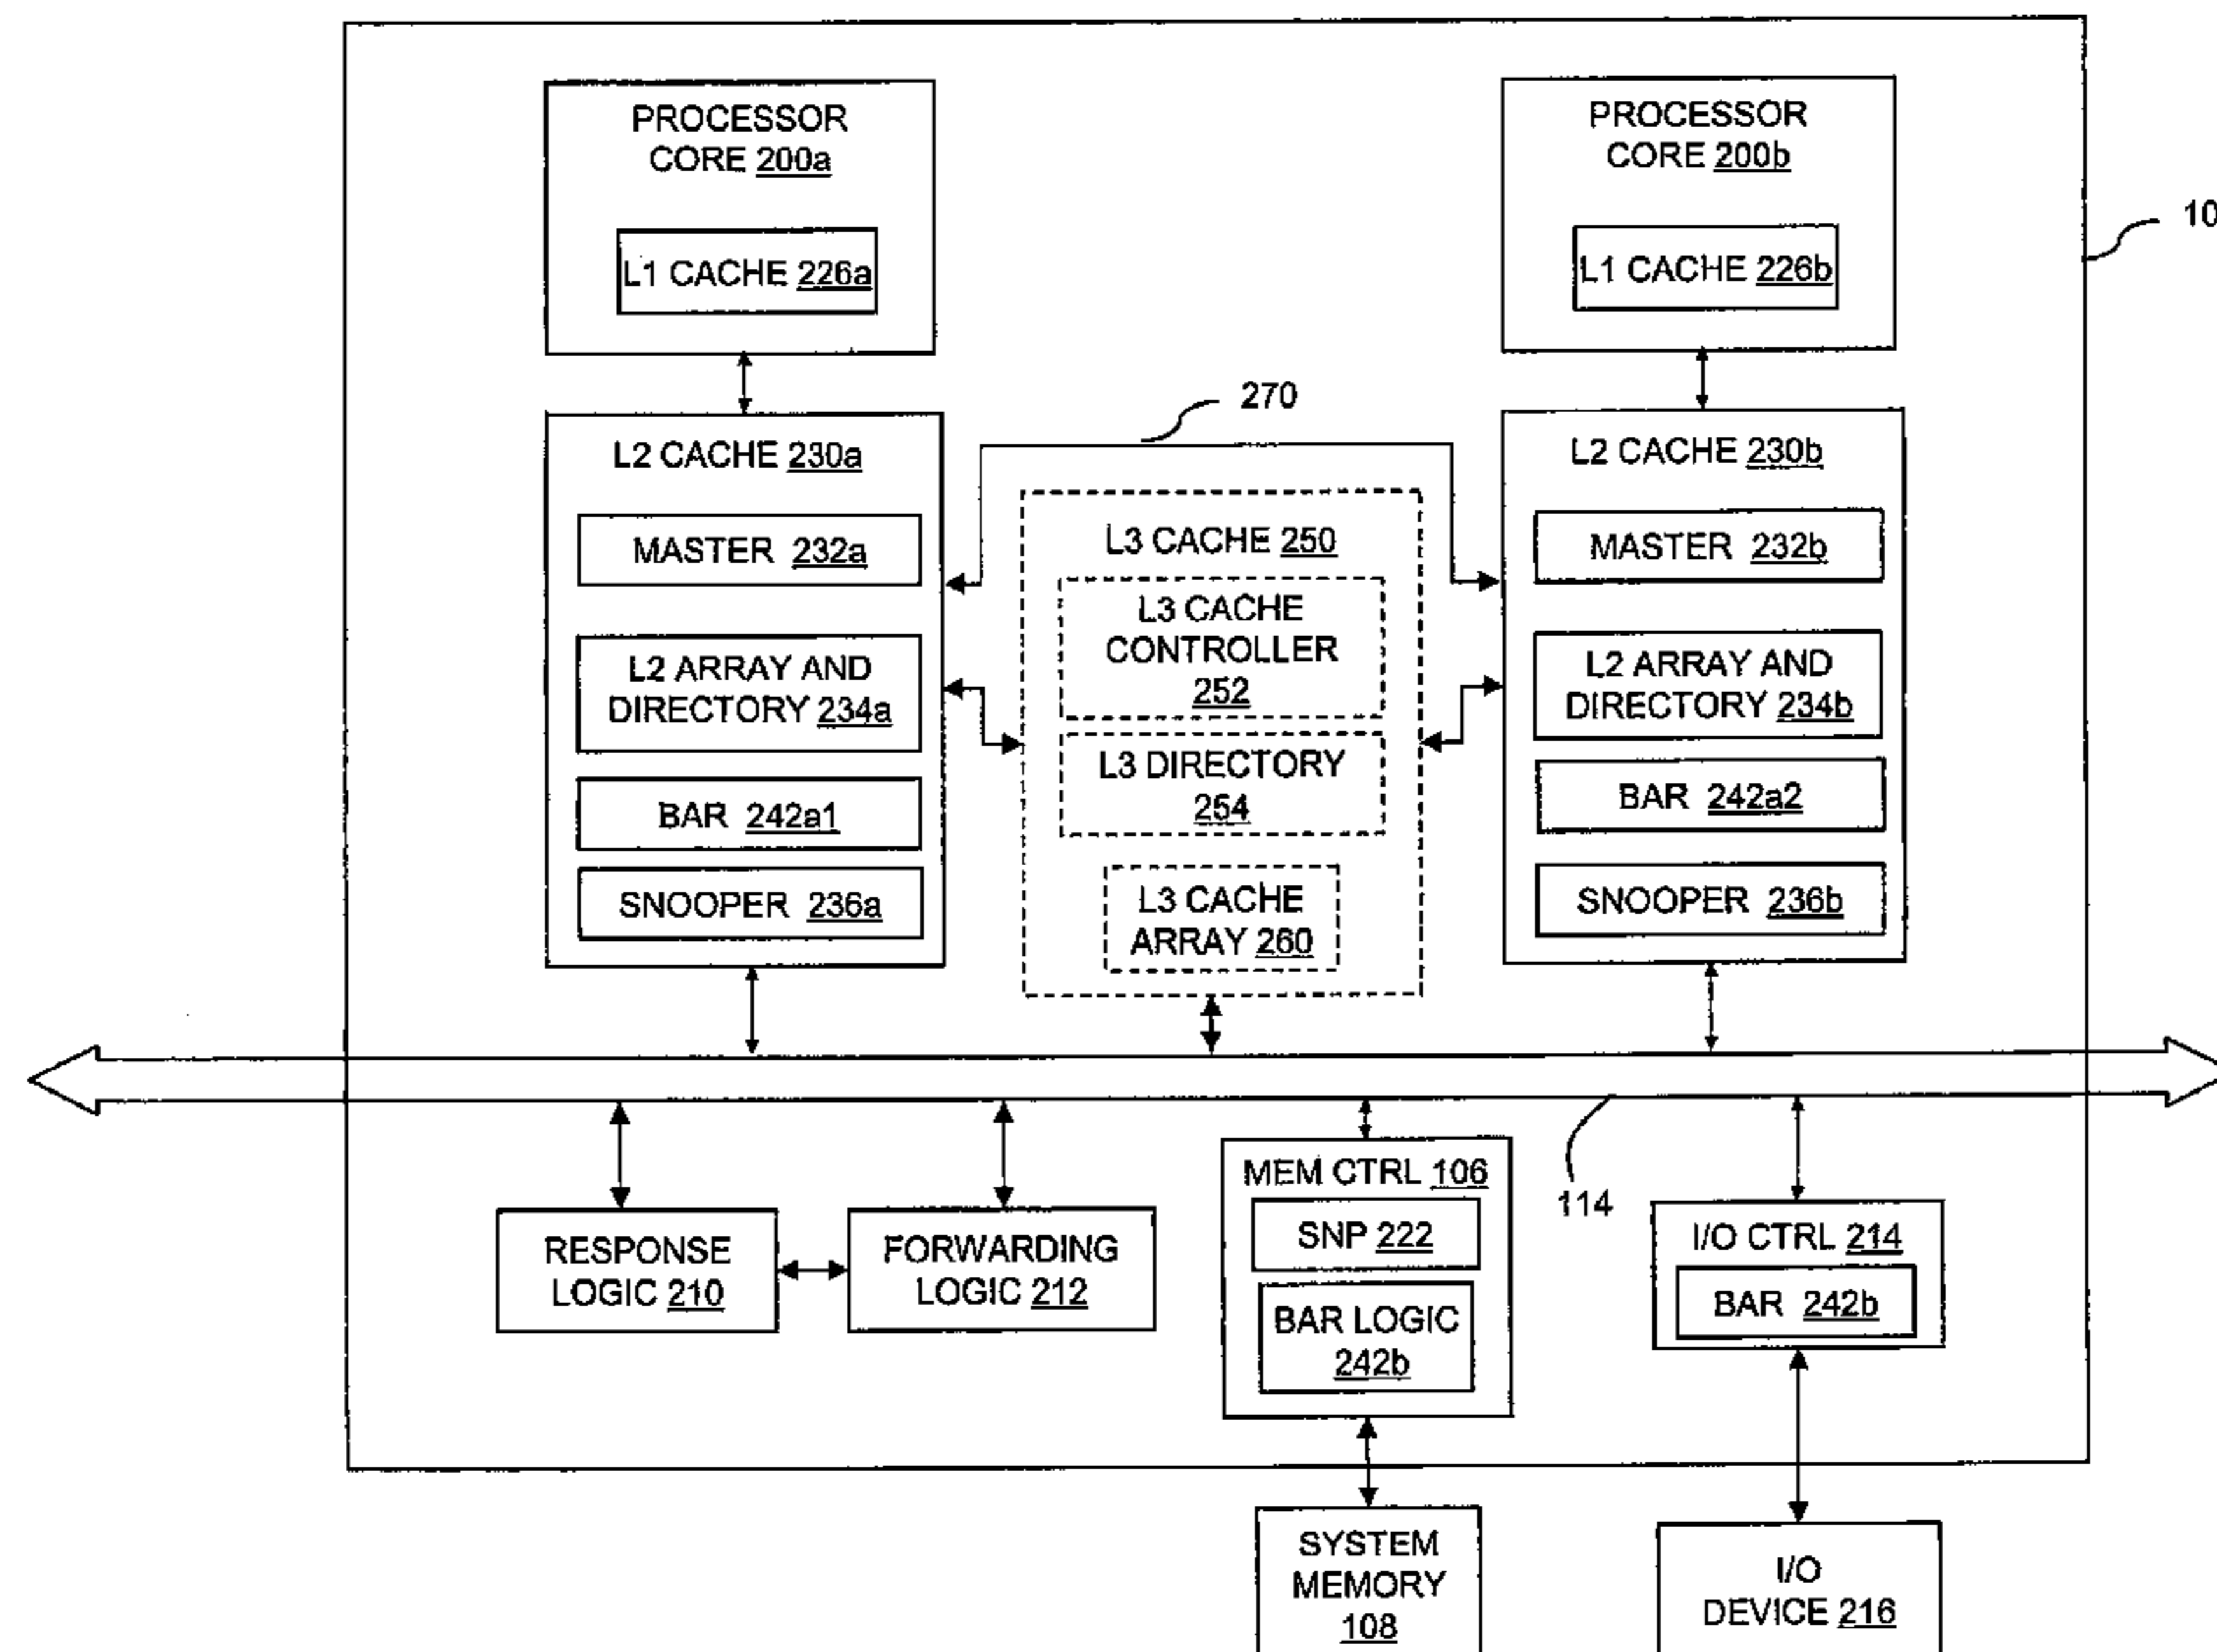 PROCESSOR
CORE 200a
L1 CACHE 226a
PROCESSOR
CORE 200b
L1 CACHE 226b
10
270
L2 CACHE 230a
MASTER 232a
L2 ARRAY AND
DIRECTORY 234a
BAR 242a1
SNOOPER 236a
L3 CACHE 250
L3 CACHE
CONTROLLER
252
L3 DIRECTORY
254
L3 CACHE
ARRAY 260
L2 CACHE 230b
MASTER 232b
L2 ARRAY AND
DIRECTORY 234b
BAR 242a2
SNOOPER 236b
114
RESPONSE
LOGIC 210
FORWARDING
LOGIC 212
MEM CTRL 106
SNP 222
BAR LOGIC
242b
I/O CTRL 214
BAR 242b
SYSTEM
MEMORY
108
I/O
DEVICE 216